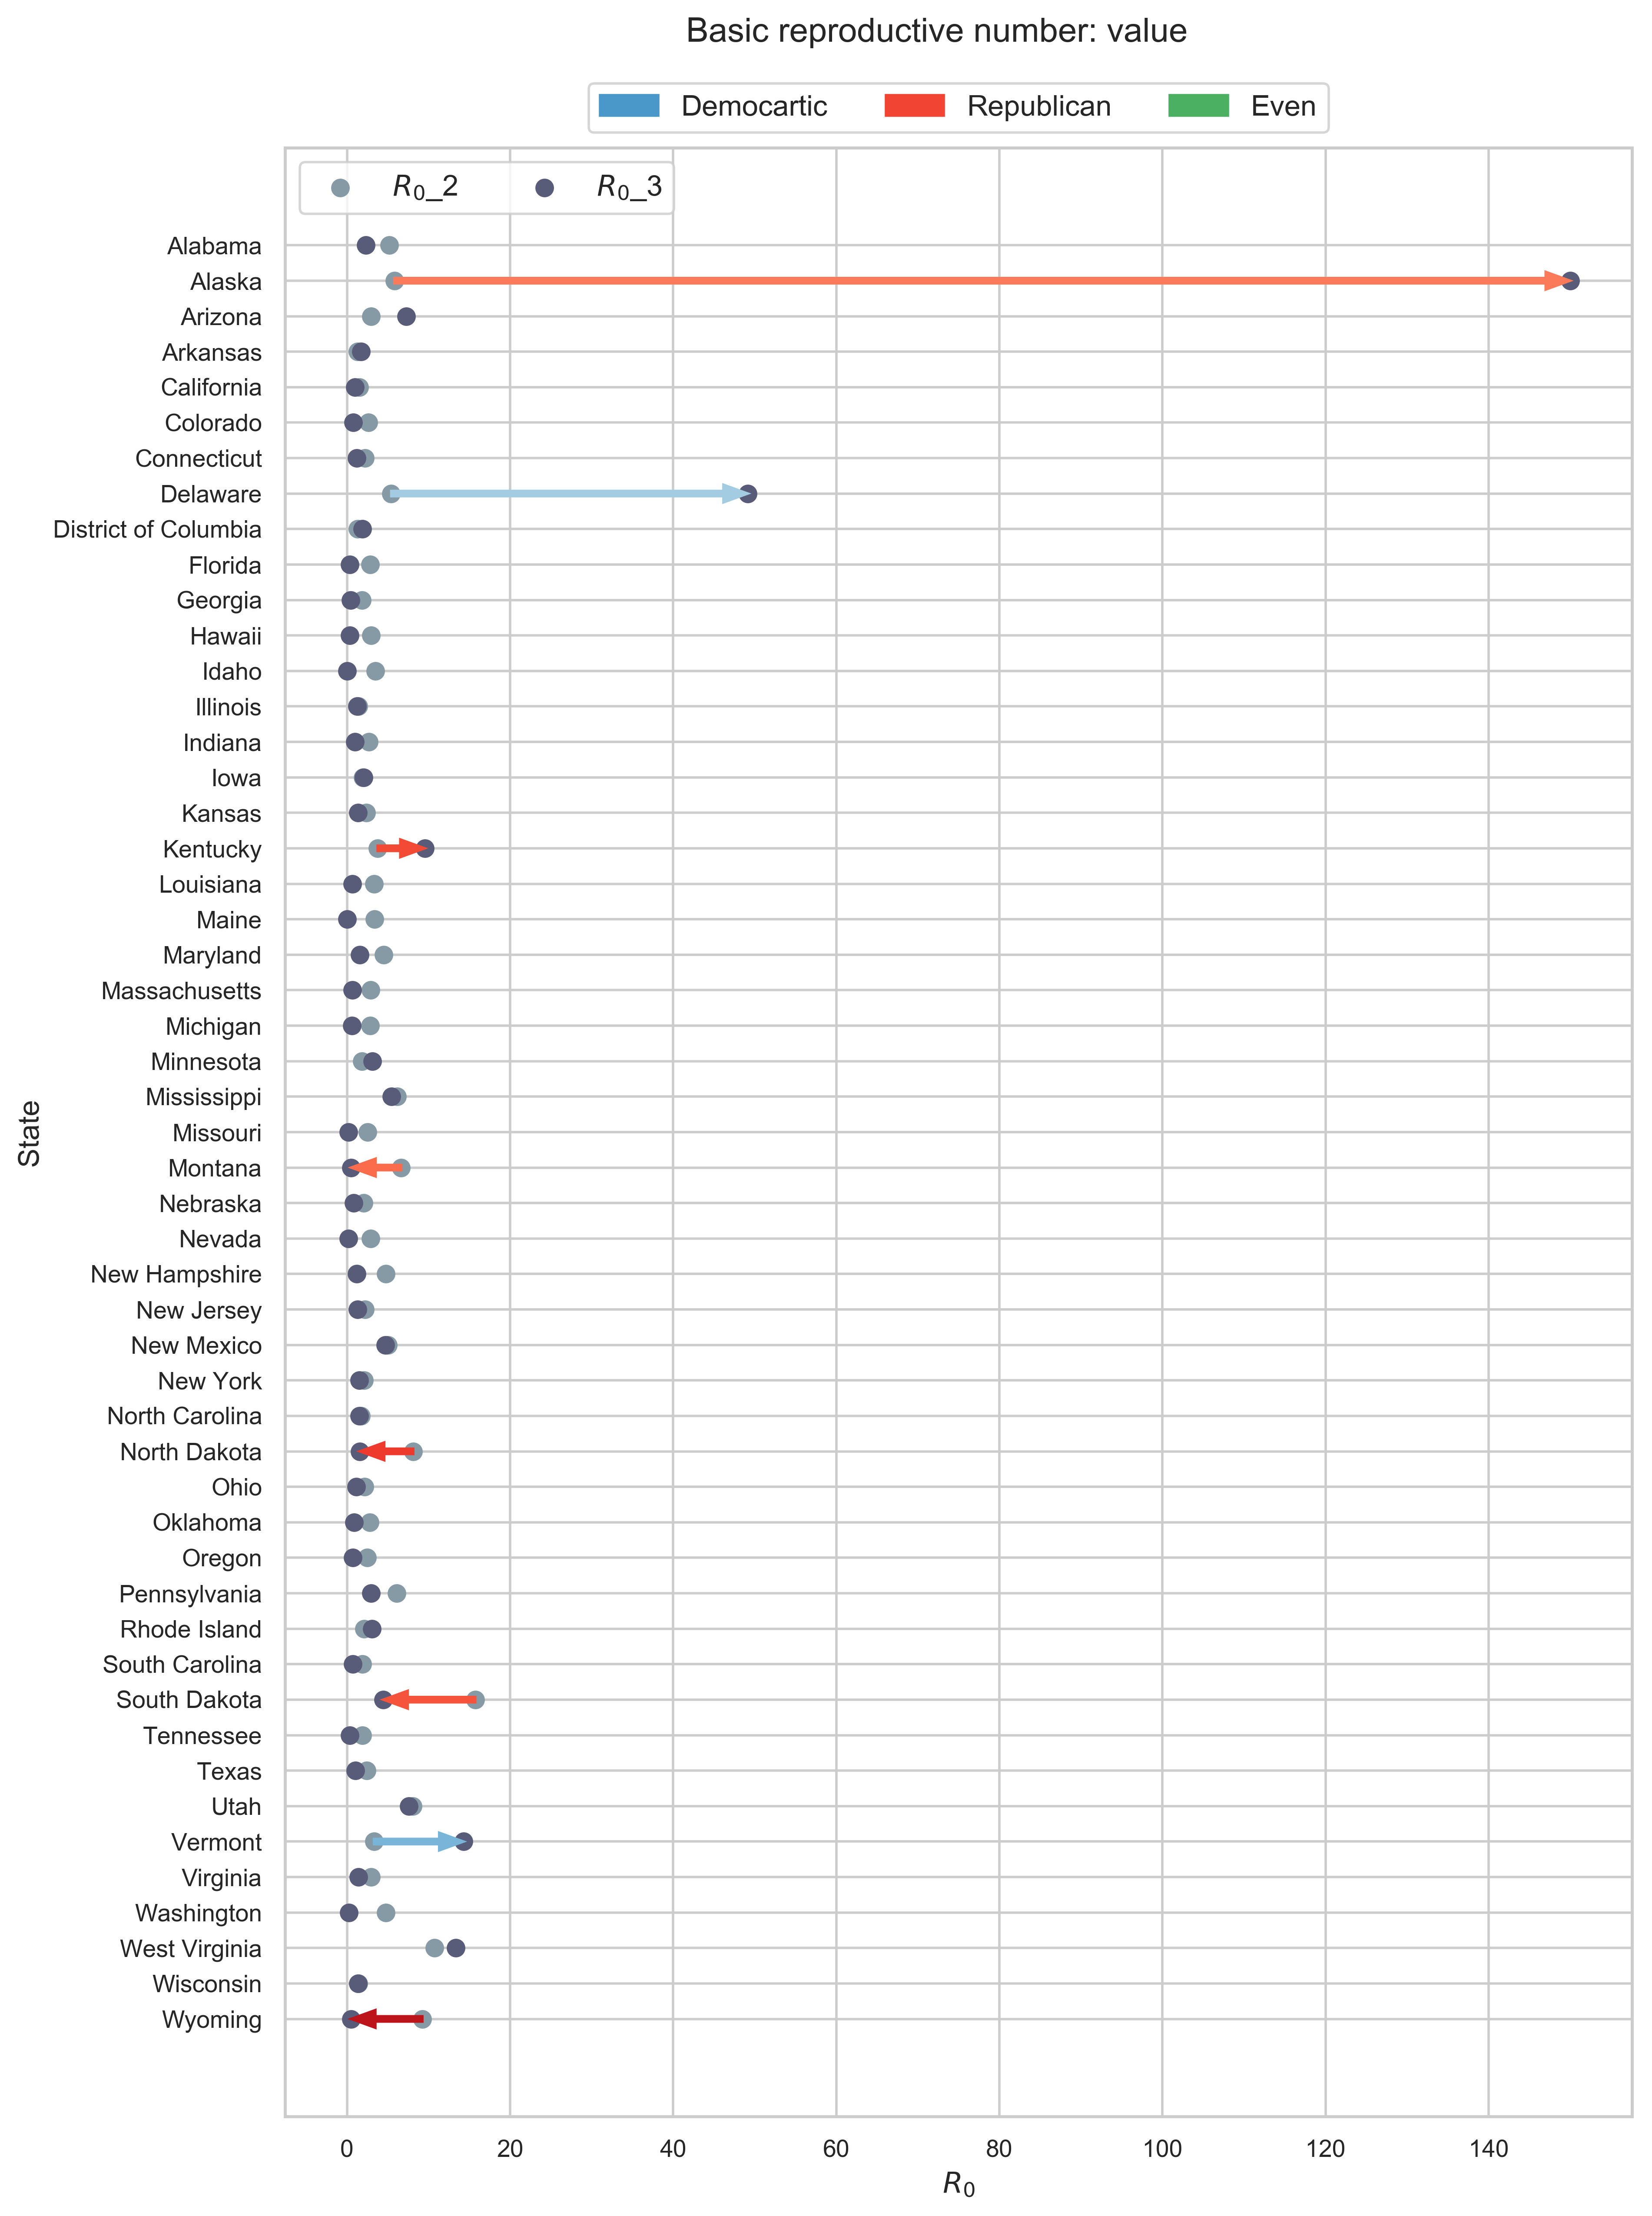 Basic reproductive number: value
Democartic Republican Even
R₀_2 R₀_3
Alabama
Alaska
Arizona
Arkansas
California
Colorado
Connecticut
Delaware
District of Columbia
Florida
Georgia
Hawaii
Idaho
Illinois
Indiana
Iowa
Kansas
Kentucky
Louisiana
Maine
Maryland
Massachusetts
Michigan
Minnesota
Mississippi
Missouri
Montana
Nebraska
Nevada
New Hampshire
New Jersey
New Mexico
New York
North Carolina
North Dakota
Ohio
Oklahoma
Oregon
Pennsylvania
Rhode Island
South Carolina
South Dakota
Tennessee
Texas
Utah
Vermont
Virginia
Washington
West Virginia
Wisconsin
Wyoming
State
0 20 40 60 80 100 120 140
R₀